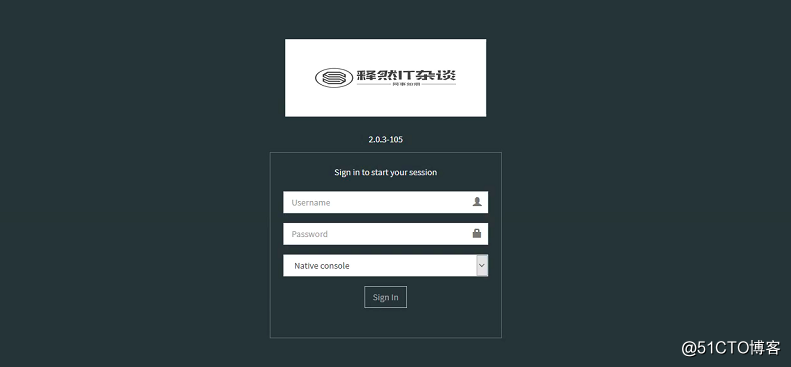 释然IT杂谈
2.0.3-105
Sign in to start your session
Username
Password
Native console
Sign In
@51CTO博客